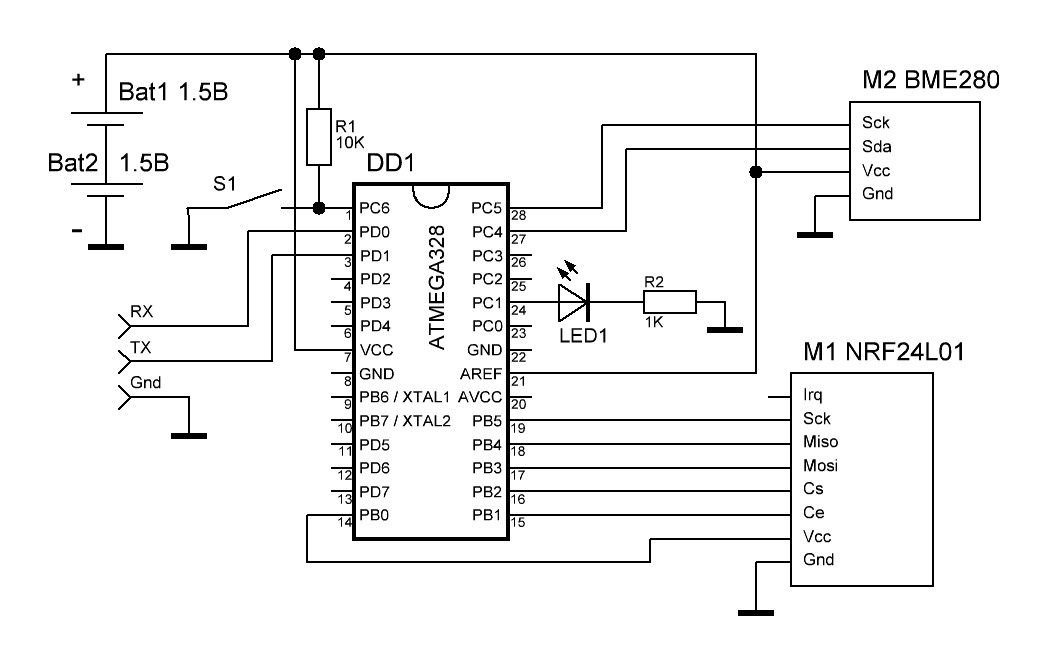 +
Bat1 1.5B
Bat2 1.5B
-
S1
R1
10K
DD1
ATMEGA328
1 PC6
2 PD0
3 PD1
4 PD2
5 PD3
6 PD4
7 VCC
8 GND
9 PB6 / XTAL1
10 PB7 / XTAL2
11 PD5
12 PD6
13 PD7
14 PB0
PC5 28
PC4 27
PC3 26
PC2 25
PC1 24
PC0 23
GND 22
AREF 21
AVCC 20
PB5 19
PB4 18
PB3 17
PB2 16
PB1 15
RX
TX
Gnd
LED1
R2
1K
M2 BME280
Sck
Sda
Vcc
Gnd
M1 NRF24L01
Irq
Sck
Miso
Mosi
Cs
Ce
Vcc
Gnd